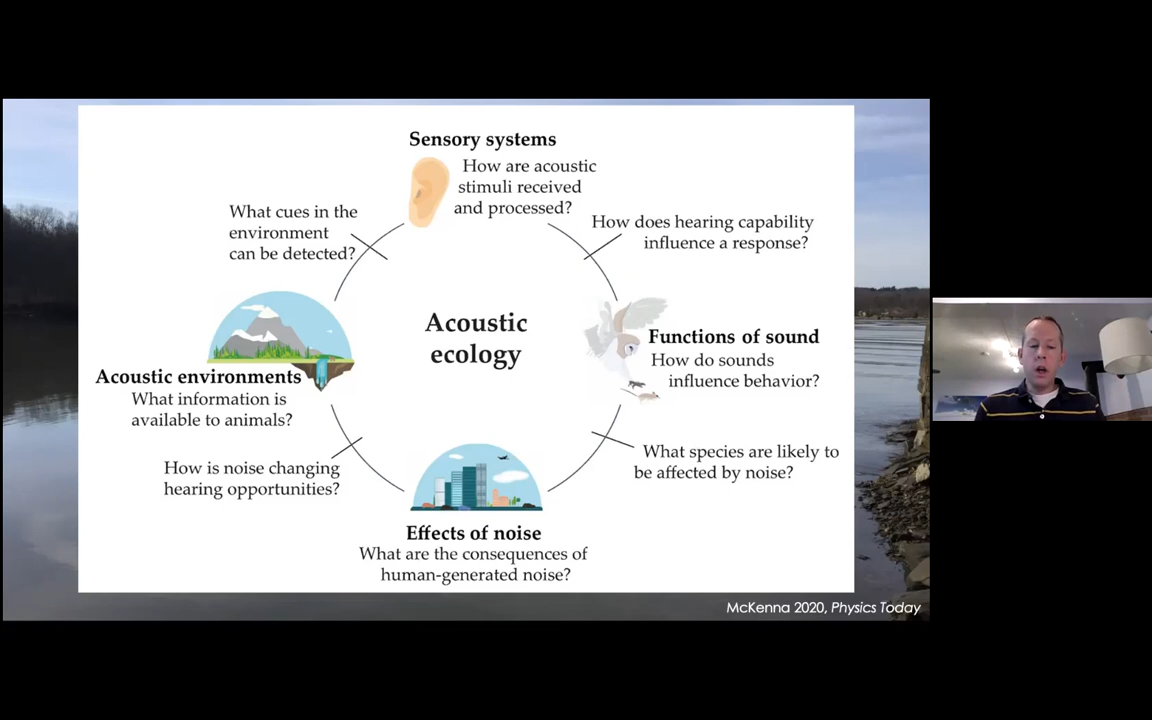 Sensory systems
How are acoustic
stimuli received
and processed?
What cues in the
environment
can be detected?
How does hearing capability
influence a response?
Acoustic
ecology
Functions of sound
How do sounds
influence behavior?
Acoustic environments
What information is
available to animals?
What species are likely to
be affected by noise?
How is noise changing
hearing opportunities?
Effects of noise
What are the consequences of
human-generated noise?
McKenna 2020, Physics Today